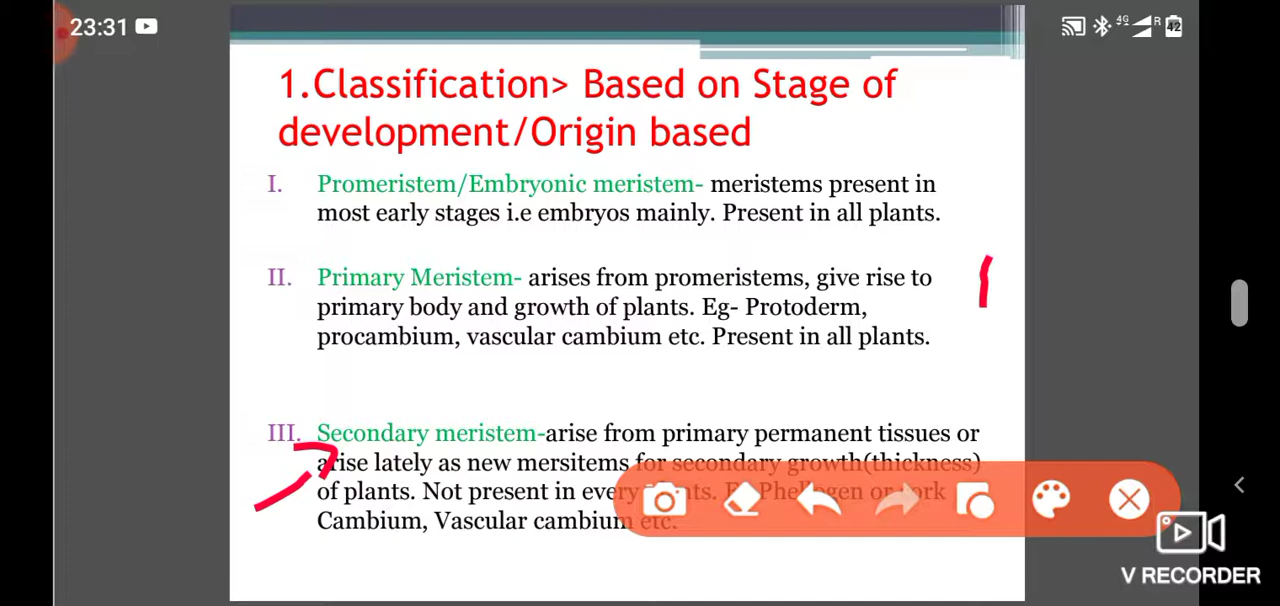 23:31
4G R
42
1.Classification> Based on Stage of
development/Origin based
I. Promeristem/Embryonic meristem- meristems present in
most early stages i.e embryos mainly. Present in all plants.
II. Primary Meristem- arises from promeristems, give rise to
primary body and growth of plants. Eg- Protoderm,
procambium, vascular cambium etc. Present in all plants.
III. Secondary meristem-arise from primary permanent tissues or
arise lately as new mersitems for secondary growth(thickness)
of plants. Not present in every
Cambium, Vascular cambium etc.
V RECORDER